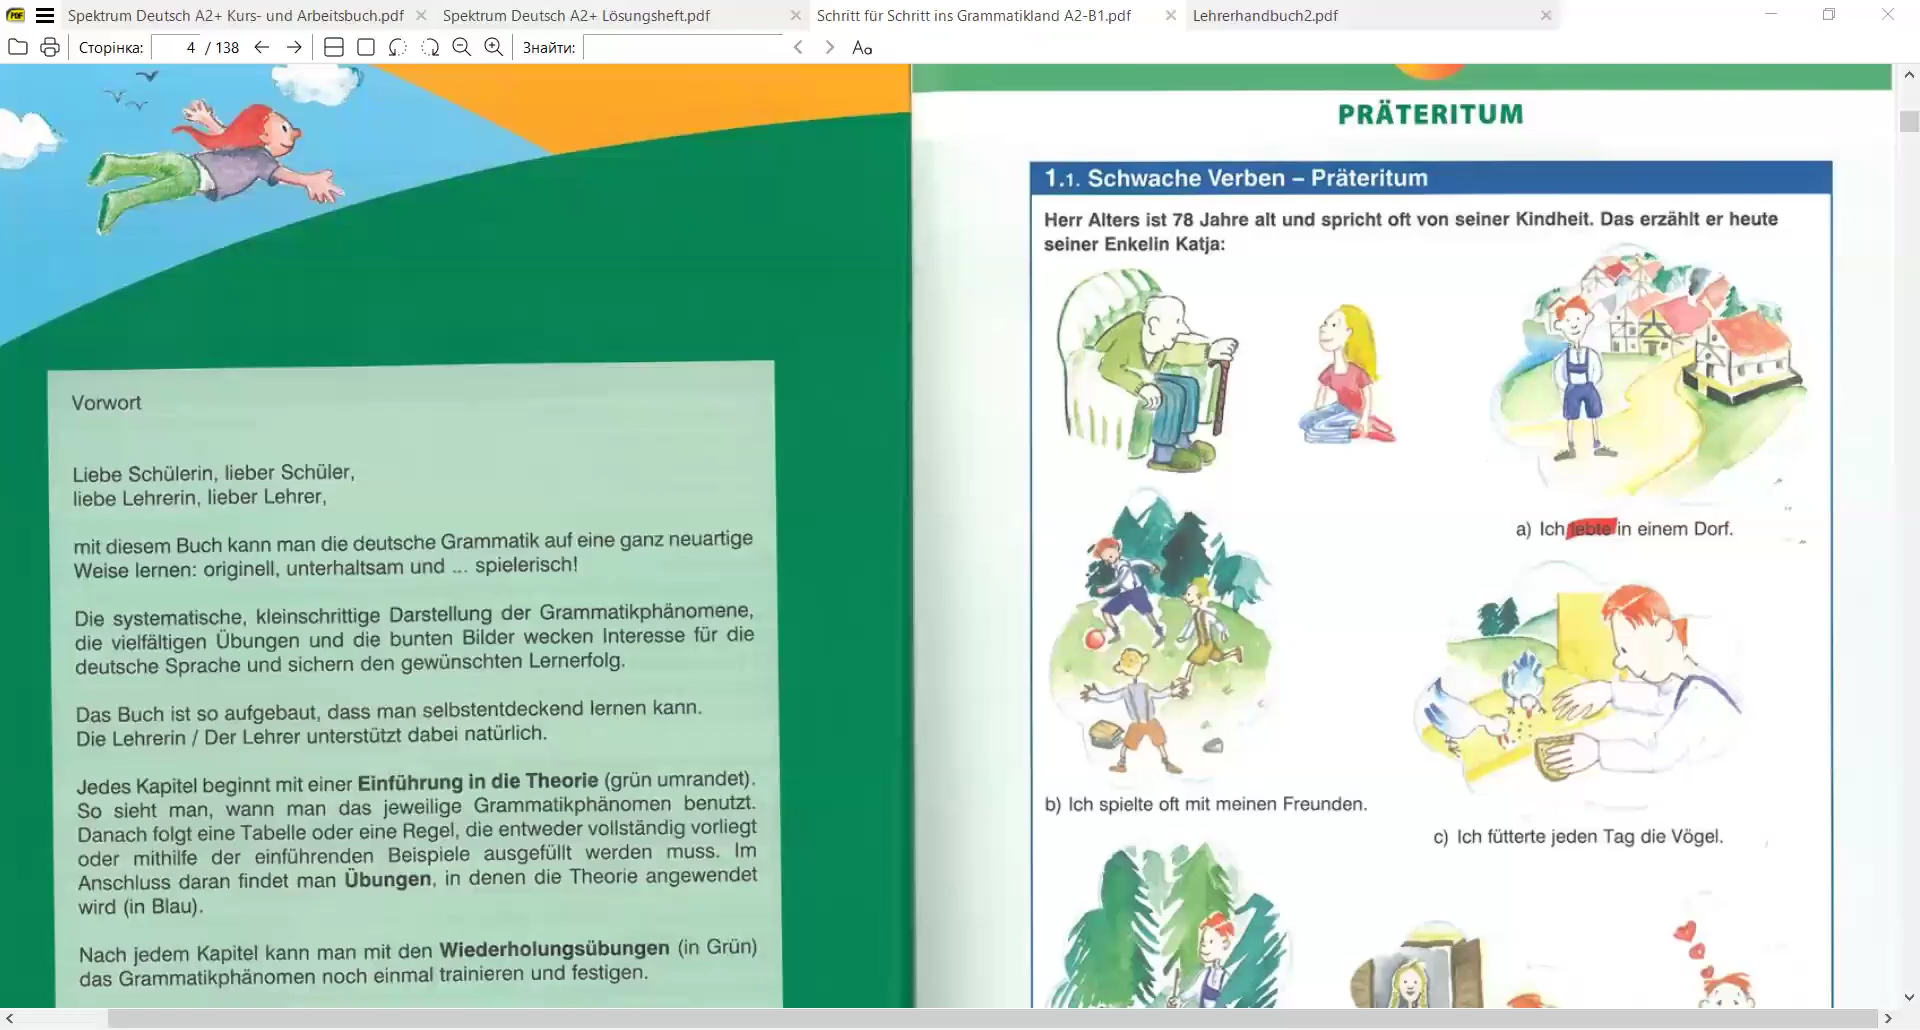 Spektrum Deutsch A2+ Kurs- und Arbeitsbuch.pdf
Spektrum Deutsch A2+ Lösungsheft.pdf
Schritt für Schritt ins Grammatikland A2-B1.pdf
Lehrerhandbuch2.pdf
Сторінка: 4 / 138
Знайти:
Aa
Vorwort
Liebe Schülerin, lieber Schüler,
liebe Lehrerin, lieber Lehrer,
mit diesem Buch kann man die deutsche Grammatik auf eine ganz neuartige
Weise lernen: originell, unterhaltsam und ... spielerisch!
Die systematische, kleinschrittige Darstellung der Grammatikphänomene,
die vielfältigen Übungen und die bunten Bilder wecken Interesse für die
deutsche Sprache und sichern den gewünschten Lernerfolg.
Das Buch ist so aufgebaut, dass man selbstentdeckend lernen kann.
Die Lehrerin / Der Lehrer unterstützt dabei natürlich.
Jedes Kapitel beginnt mit einer Einführung in die Theorie (grün umrandet).
So sieht man, wann man das jeweilige Grammatikphänomen benutzt.
Danach folgt eine Tabelle oder eine Regel, die entweder vollständig vorliegt
oder mithilfe der einführenden Beispiele ausgefüllt werden muss. Im
Anschluss daran findet man Übungen, in denen die Theorie angewendet
wird (in Blau).
Nach jedem Kapitel kann man mit den Wiederholungsübungen (in Grün)
das Grammatikphänomen noch einmal trainieren und festigen.
PRÄTERITUM
1.1. Schwache Verben – Präteritum
Herr Alters ist 78 Jahre alt und spricht oft von seiner Kindheit. Das erzählt er heute
seiner Enkelin Katja:
a) Ich lebte in einem Dorf.
b) Ich spielte oft mit meinen Freunden.
c) Ich fütterte jeden Tag die Vögel.